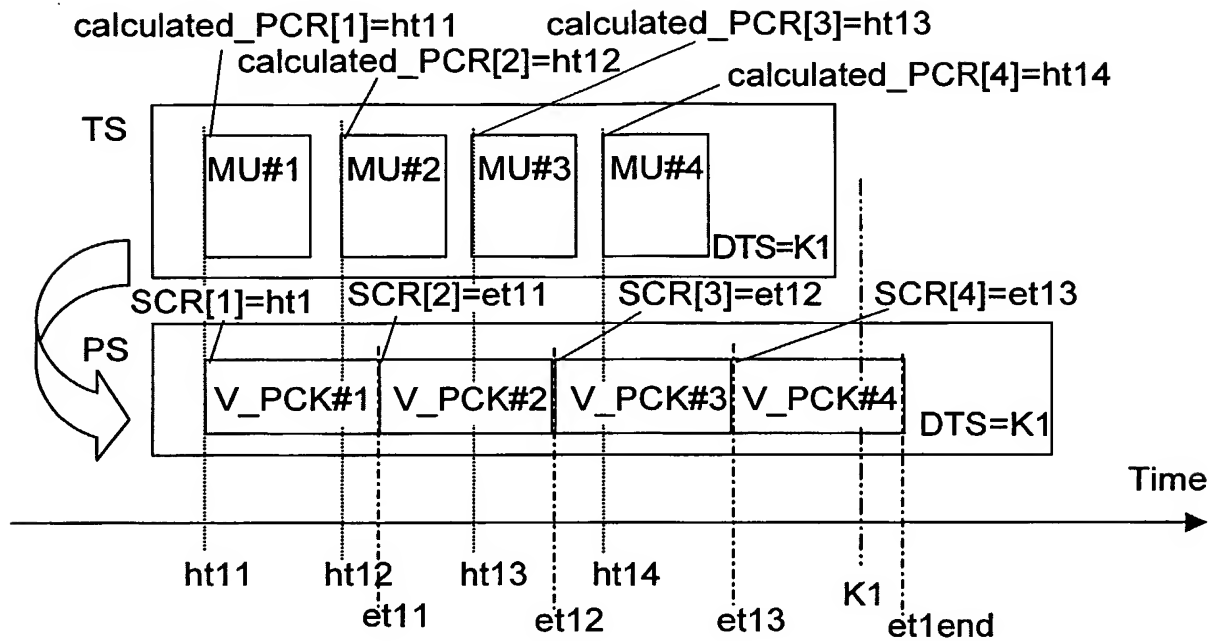 calculated_PCR[1]=ht11
calculated_PCR[3]=ht13
calculated_PCR[2]=ht12
calculated_PCR[4]=ht14
TS
MU#1 MU#2 MU#3 MU#4
DTS=K1
SCR[1]=ht1 SCR[2]=et11 SCR[3]=et12 SCR[4]=et13
PS
V_PCK#1 V_PCK#2 V_PCK#3 V_PCK#4
DTS=K1
Time
ht11 ht12 ht13 ht14 K1
et11 et12 et13 et1end